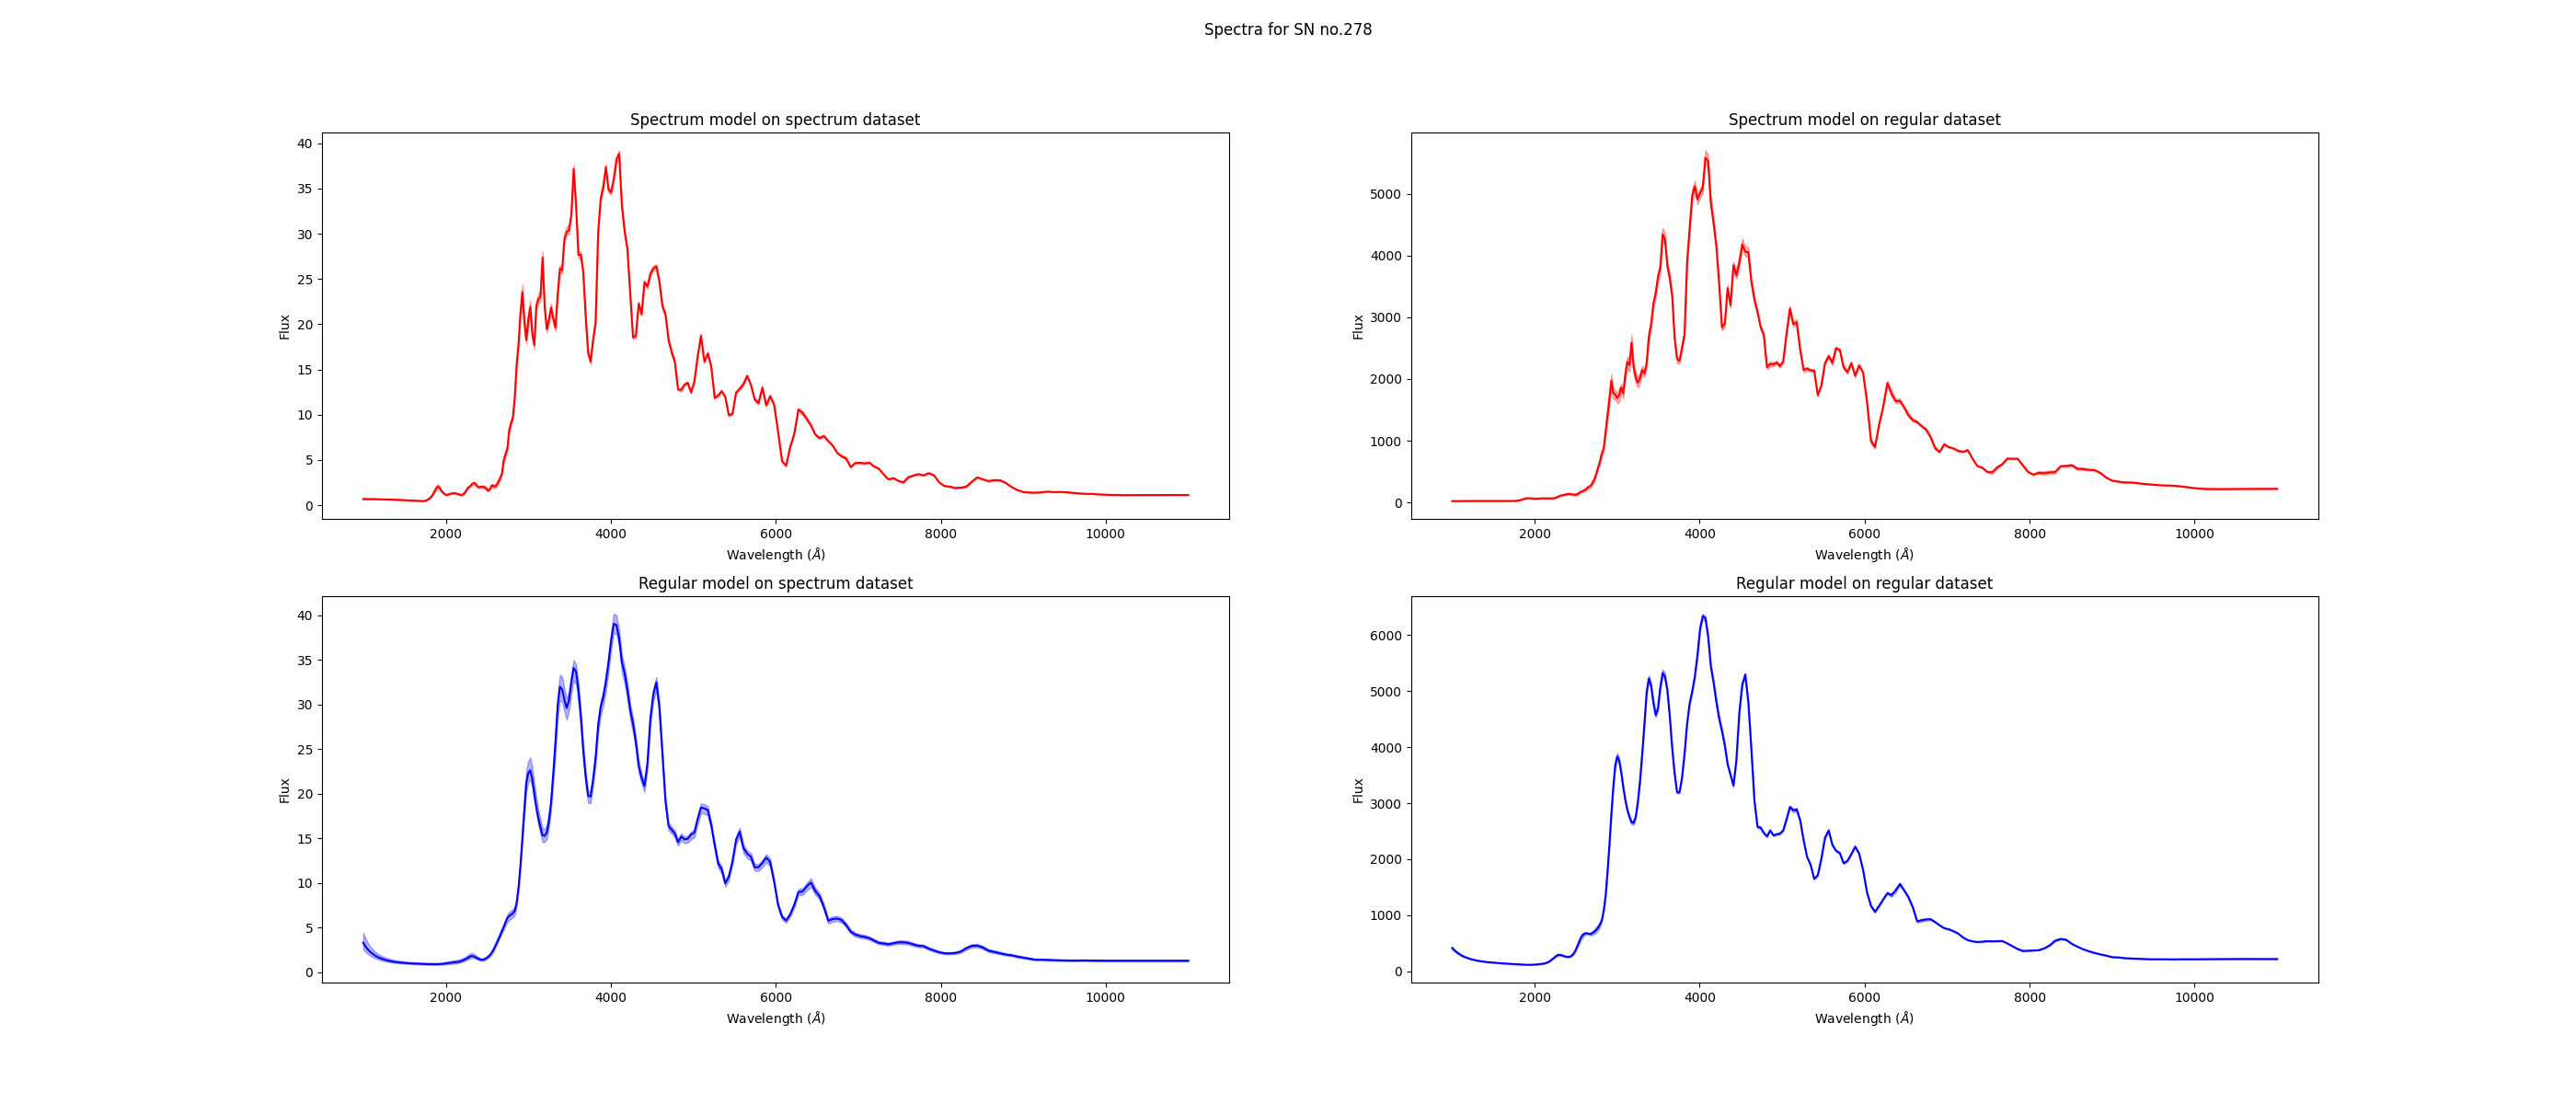 Spectra for SN no.278
Spectrum model on spectrum dataset
40
35
30
25
20
15
10
5
0
Flux
2000 4000 6000 8000 10000
Wavelength (Å)
Spectrum model on regular dataset
5000
4000
3000
2000
1000
0
Flux
2000 4000 6000 8000 10000
Wavelength (Å)
Regular model on spectrum dataset
40
35
30
25
20
15
10
5
0
Flux
2000 4000 6000 8000 10000
Wavelength (Å)
Regular model on regular dataset
6000
5000
4000
3000
2000
1000
0
Flux
2000 4000 6000 8000 10000
Wavelength (Å)